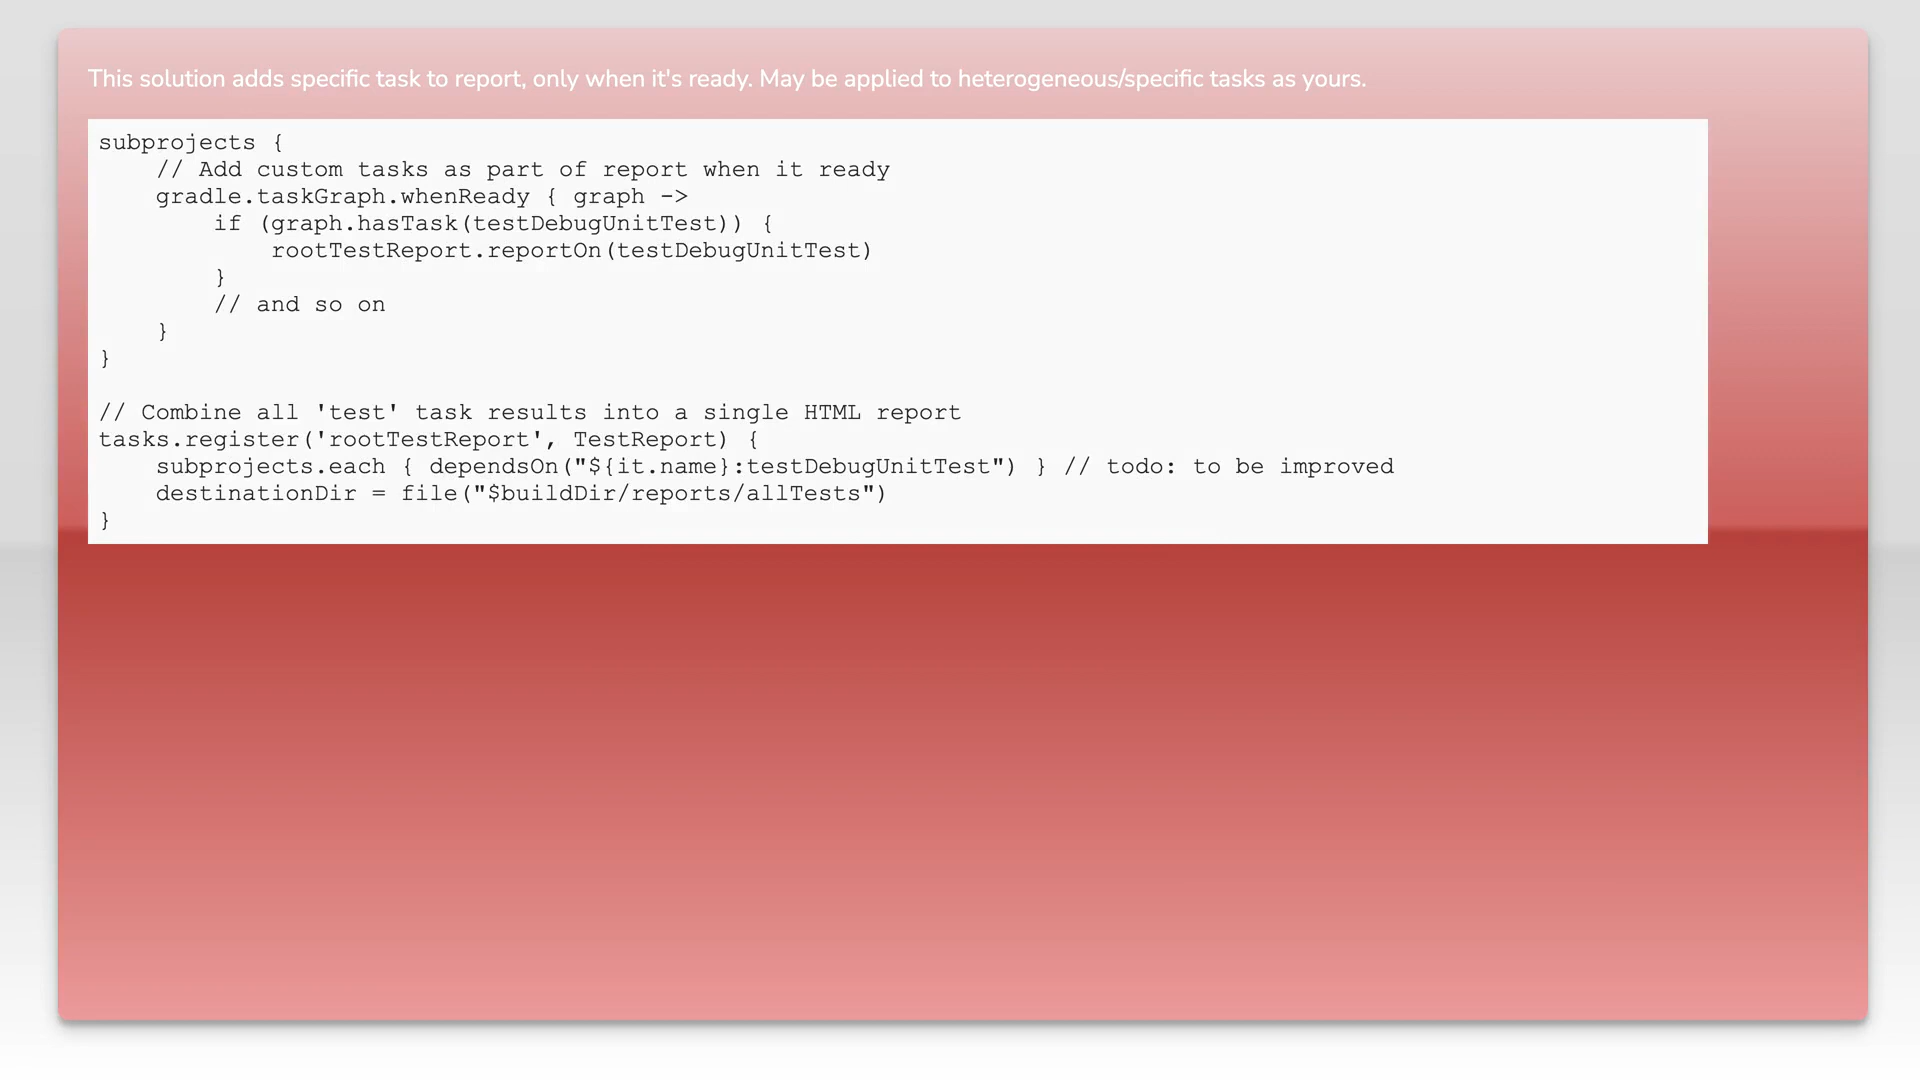 This solution adds specific task to report, only when it's ready. May be applied to heterogeneous/specific tasks as yours.
subprojects {
    // Add custom tasks as part of report when it ready
    gradle.taskGraph.whenReady { graph ->
        if (graph.hasTask(testDebugUnitTest)) {
            rootTestReport.reportOn(testDebugUnitTest)
        }
        // and so on
    }
}

// Combine all 'test' task results into a single HTML report
tasks.register('rootTestReport', TestReport) {
    subprojects.each { dependsOn("${it.name}:testDebugUnitTest") } // todo: to be improved
    destinationDir = file("$buildDir/reports/allTests")
}